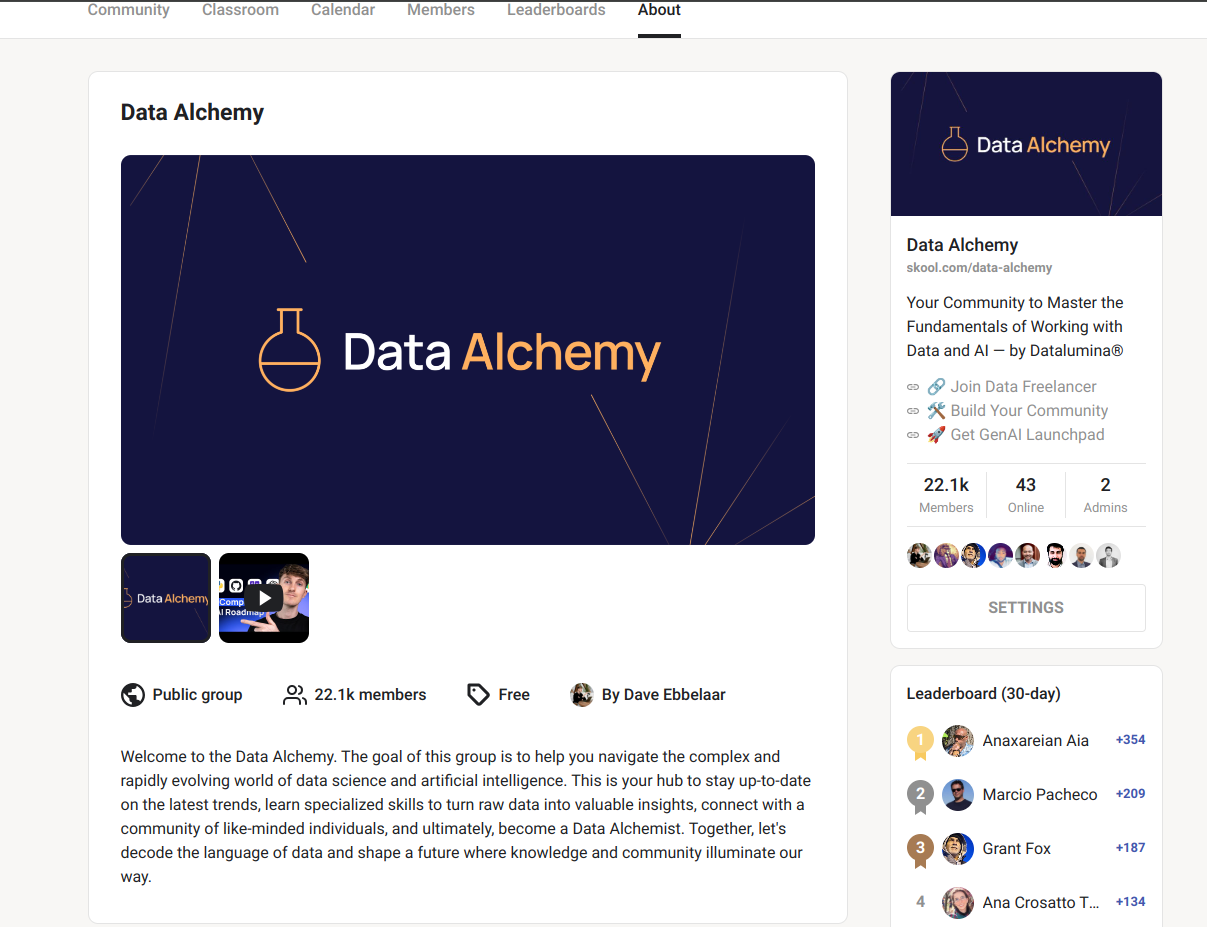 Community Classroom Calendar Members Leaderboards About
Data Alchemy
Data Alchemy
Data Alchemy
Comp
AI Roadmap
Public group 22.1k members Free By Dave Ebbelaar
Welcome to the Data Alchemy. The goal of this group is to help you navigate the complex and
rapidly evolving world of data science and artificial intelligence. This is your hub to stay up-to-date
on the latest trends, learn specialized skills to turn raw data into valuable insights, connect with a
community of like-minded individuals, and ultimately, become a Data Alchemist. Together, let's
decode the language of data and shape a future where knowledge and community illuminate our
way.
Data Alchemy
Data Alchemy
skool.com/data-alchemy
Your Community to Master the
Fundamentals of Working with
Data and AI — by Datalumina®
🔗 Join Data Freelancer
🛠️ Build Your Community
🚀 Get GenAI Launchpad
22.1k 43 2
Members Online Admins
SETTINGS
Leaderboard (30-day)
1 Anaxareian Aia +354
2 Marcio Pacheco +209
3 Grant Fox +187
4 Ana Crosatto T... +134